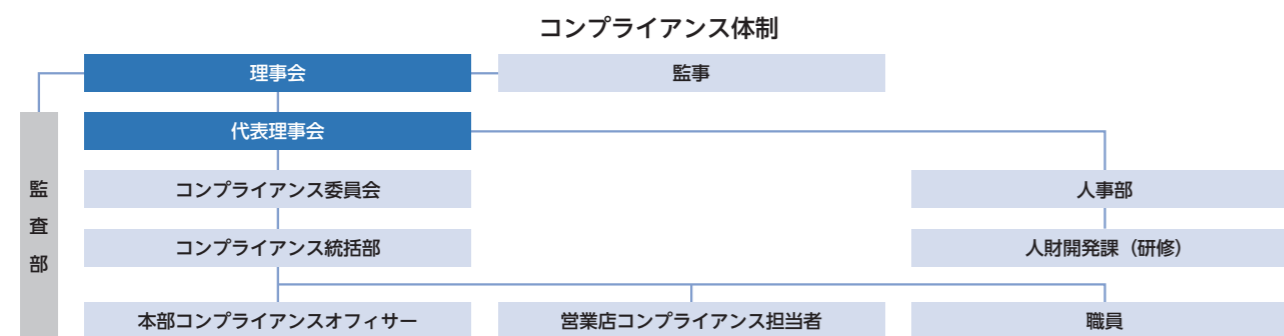 コンプライアンス体制
理事会
監事
代表理事会
監査部
コンプライアンス委員会
人事部
コンプライアンス統括部
人財開発課（研修）
本部コンプライアンスオフィサー
営業店コンプライアンス担当者
職員